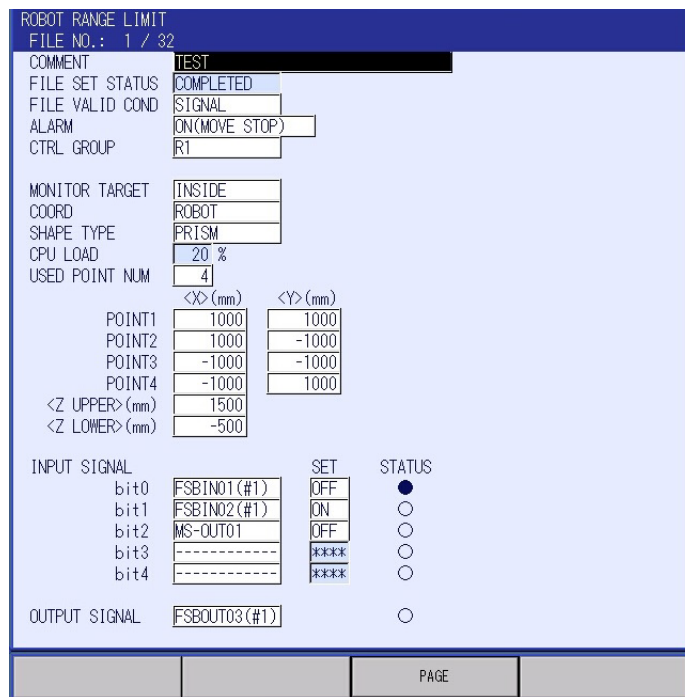 ROBOT RANGE LIMIT
FILE NO.: 1 / 32
COMMENT TEST
FILE SET STATUS COMPLETED
FILE VALID COND SIGNAL
ALARM ON(MOVE STOP)
CTRL GROUP R1
MONITOR TARGET INSIDE
COORD ROBOT
SHAPE TYPE PRISM
CPU LOAD 20 %
USED POINT NUM 4
<X>(mm) <Y>(mm)
POINT1 1000 1000
POINT2 1000 -1000
POINT3 -1000 -1000
POINT4 -1000 1000
<Z UPPER>(mm) 1500
<Z LOWER>(mm) -500
INPUT SIGNAL SET STATUS
bit0 FSBIN01(#1) OFF
bit1 FSBIN02(#1) ON
bit2 MS-OUT01 OFF
bit3 ------------ ****
bit4 ------------ ****
OUTPUT SIGNAL FSBOUT03(#1)
PAGE